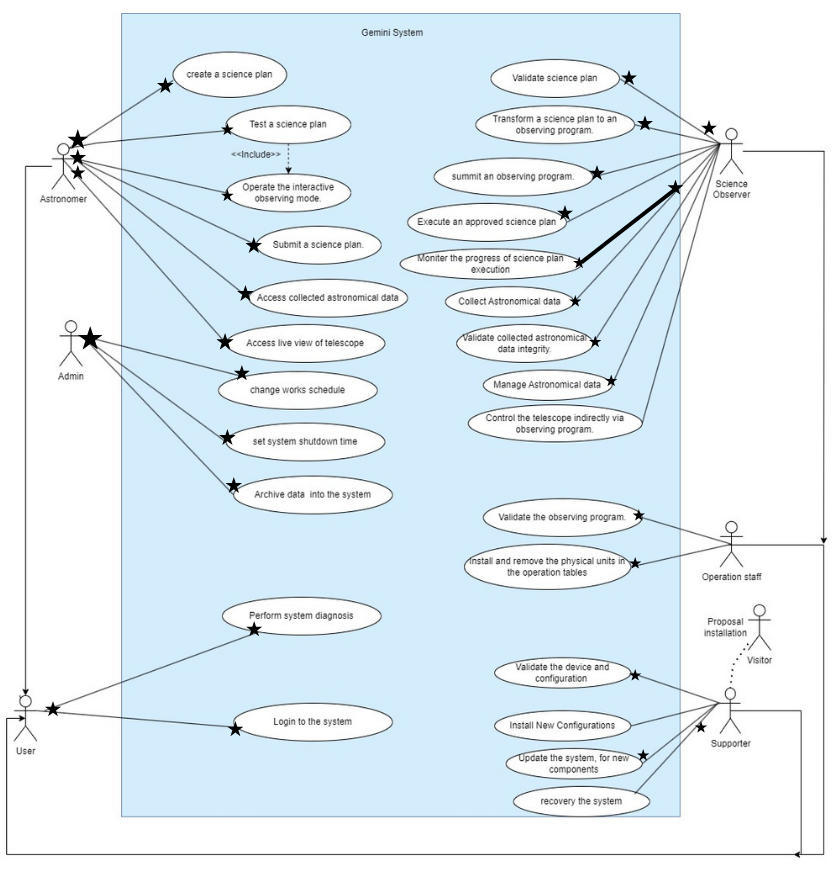 Gemini System
create a science plan
Test a science plan
<<Include>>
Operate the interactive
observing mode.
Submit a science plan.
Access collected astronomical data
Access live view of telescope
change works schedule
set system shutdown time
Archive data into the system
Perform system diagnosis
Login to the system
Astronomer
Admin
User
Validate science plan
Transform a science plan to an
observing program.
summit an observing program.
Execute an approved science plan
Moniter the progress of science plan
execution
Collect Astronomical data
Validate collected astronomical
data integrity.
Manage Astronomical data
Control the telescope indirectly via
observing program.
Validate the observing program.
Install and remove the physical units in
the operation tables
Validate the device and
configuration
Install New Configurations
Update the system, for new
components
recovery the system
Science
Observer
Operation staff
Proposal
installation
Visitor
Supporter